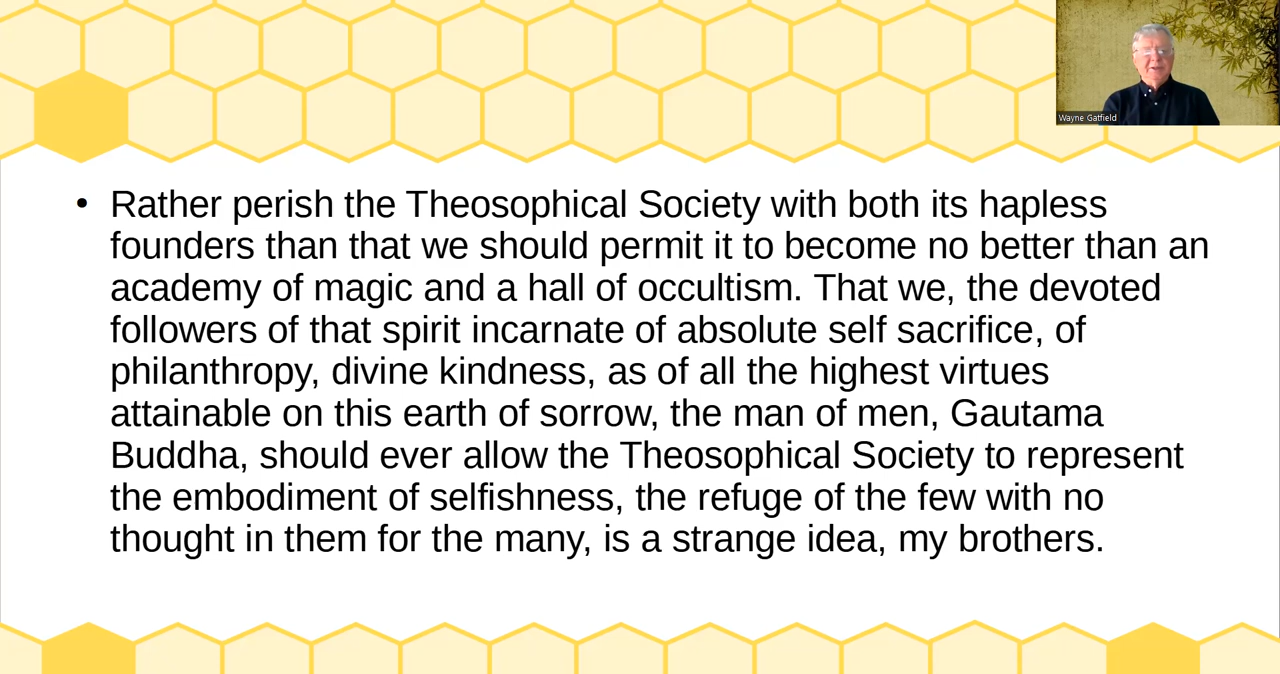 Wayne Gatfield
• Rather perish the Theosophical Society with both its hapless
founders than that we should permit it to become no better than an
academy of magic and a hall of occultism. That we, the devoted
followers of that spirit incarnate of absolute self sacrifice, of
philanthropy, divine kindness, as of all the highest virtues
attainable on this earth of sorrow, the man of men, Gautama
Buddha, should ever allow the Theosophical Society to represent
the embodiment of selfishness, the refuge of the few with no
thought in them for the many, is a strange idea, my brothers.